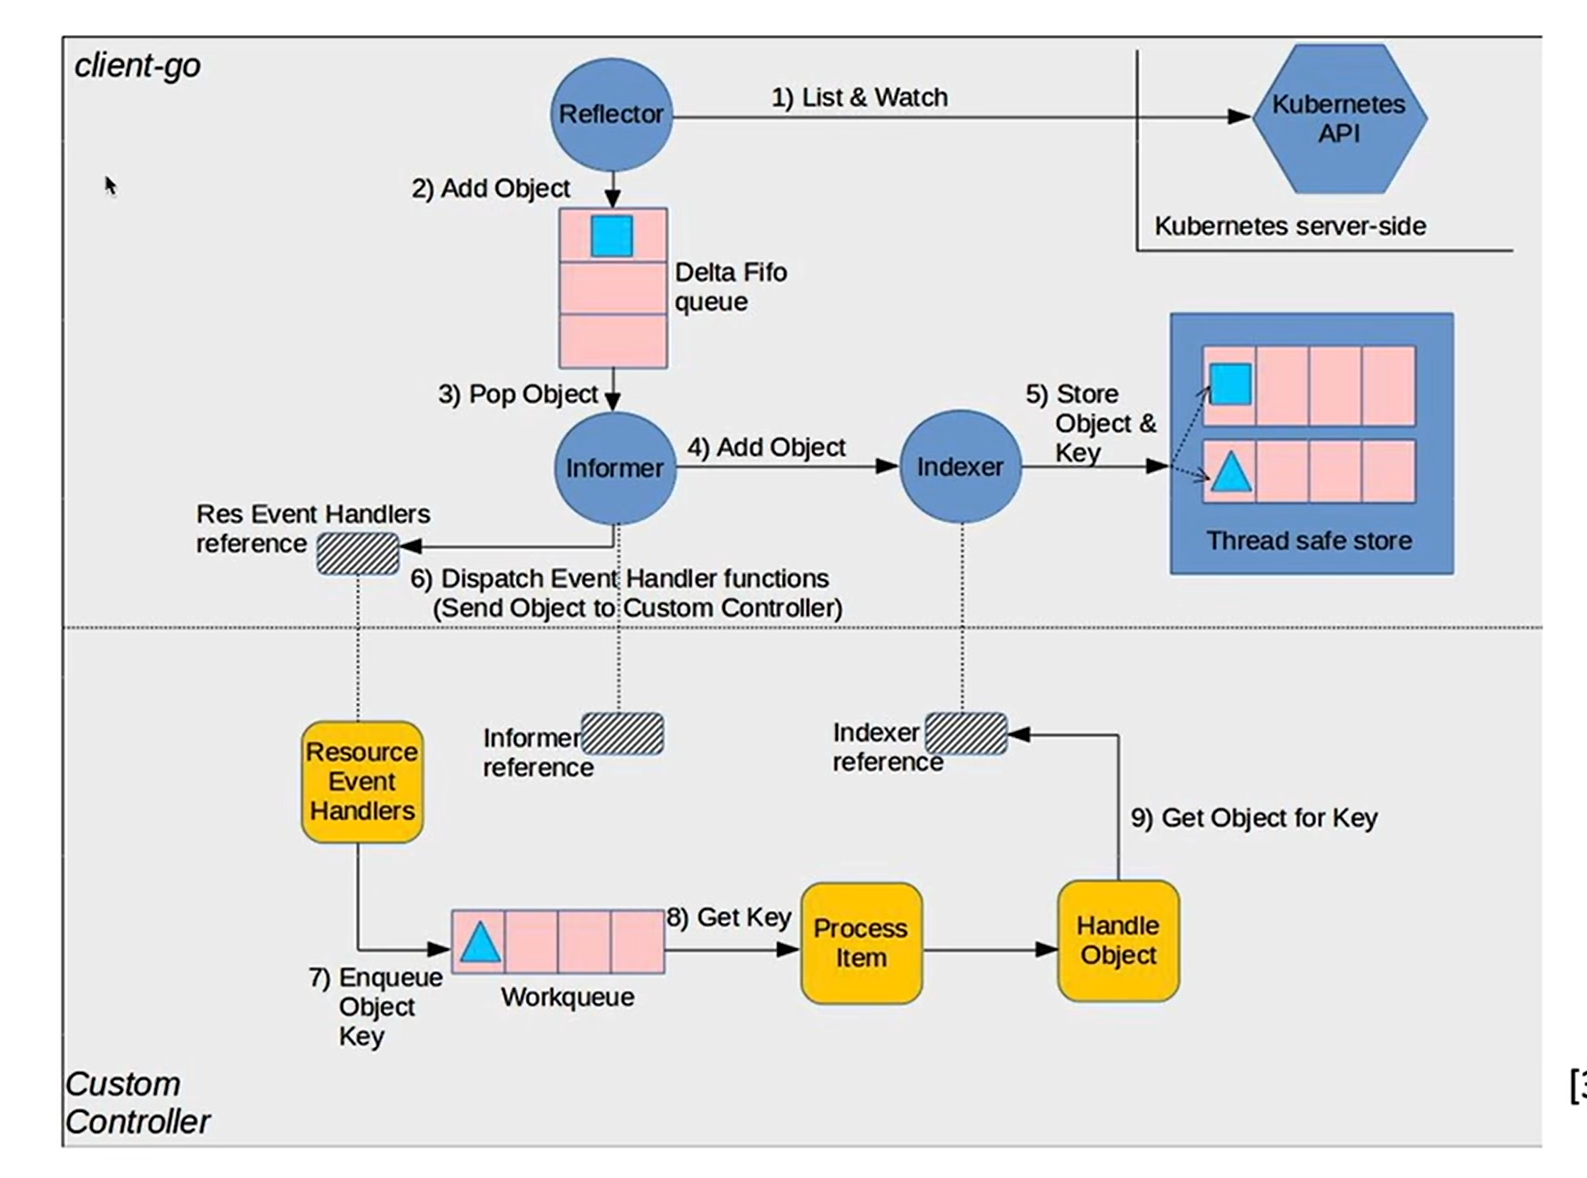 client-go
Reflector
1) List & Watch
Kubernetes
API
2) Add Object
Kubernetes server-side
Delta Fifo
queue
3) Pop Object
Informer
4) Add Object
Indexer
5) Store
Object &
Key
Thread safe store
Res Event Handlers
reference
6) Dispatch Event Handler functions
(Send Object to Custom Controller)
Resource
Event
Handlers
Informer
reference
Indexer
reference
9) Get Object for Key
8) Get Key
Process
Item
Handle
Object
7) Enqueue
Object
Key
Workqueue
Custom
Controller